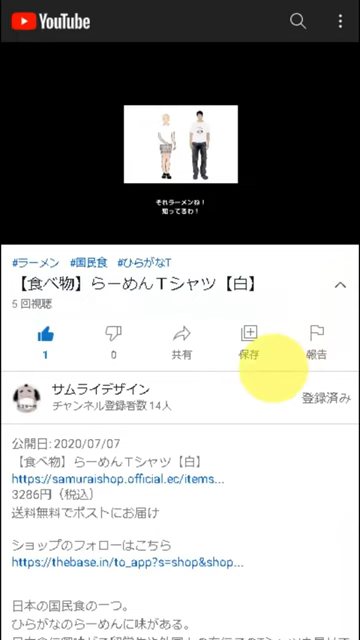 YouTube
それラーメンね！
知ってるわ！
#ラーメン #国民食 #ひらがなT
【食べ物】らーめんTシャツ【白】
5 回視聴
1
0
共有
保存
報告
サムライデザイン
チャンネル登録者数 14人
登録済み
公開日: 2020/07/07
【食べ物】らーめんTシャツ【白】
https://samuraishop.official.ec/items...
3286円（税込）
送料無料でポストにお届け
ショップのフォローはこちら
https://thebase.in/to_app?s=shop&shop...
日本の国民食の一つ。
ひらがなのらーめんに味がある。